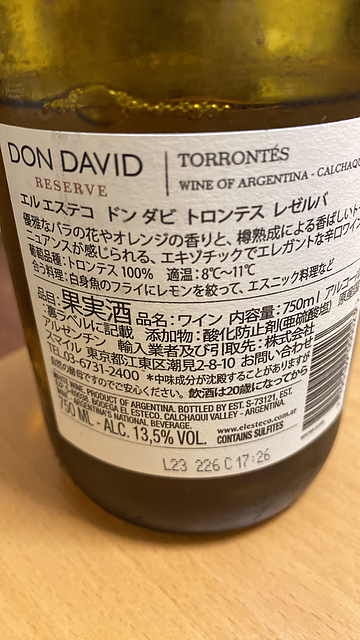 DON DAVID
RESERVE
TORRONTÉS
WINE OF ARGENTINA - CALCHAQU
エル エステコ ドン ダビ トロンテス レゼルバ
優雅なバラの花やオレンジの香りと、樽熟成による香ばしいトー
ニュアンスが感じられる、エキゾチックでエレガントな辛口ワイン
葡萄品種:トロンテス 100% 適温:8℃～11℃
合う料理:白身魚のフライにレモンを絞って、エスニック料理など
品目:果実酒 品名:ワイン 内容量:750ml アルコー
:裏ラベルに記載 添加物:酸化防止剤(亜硫酸塩)
アルゼンチン 輸入業者及び引取先:株式会社
スマイル 東京都江東区潮見2-8-10 お問い合わせ
TEL.03-6731-2400 *中味成分が沈殿することがありますが
然の酵母ですのでご安心ください。飲酒は20歳になってから
WHITE WINE PRODUCT OF ARGENTINA. BOTTLED BY EST. S-73121, EST.
BODEGA EL ESTECO. CALCHAQUI VALLEY - ARGENTINA.
ARGENTINA'S NATIONAL BEVERAGE.
750 ML - ALC. 13,5% VOL.
www.elesteco.com.ar
CONTAINS SULFITES
L23 226 C 17:26